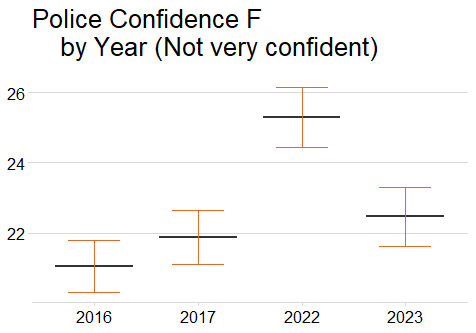 Police Confidence F
by Year (Not very confident)
26
24
22
2016 2017 2022 2023